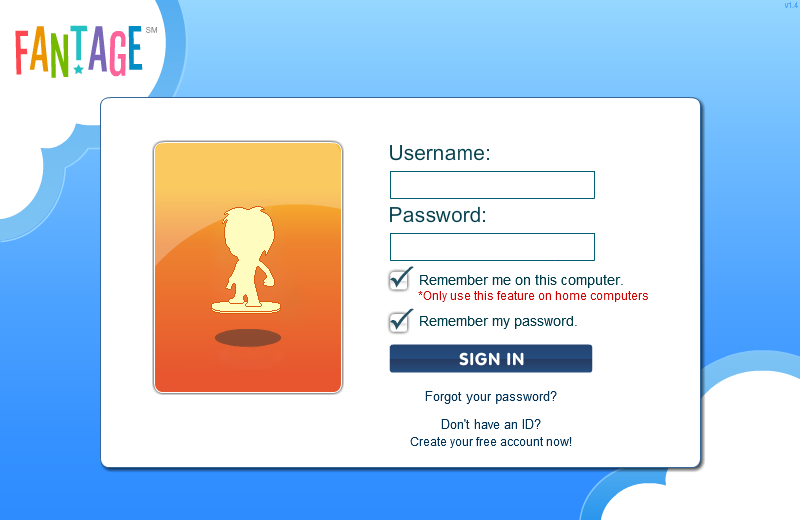 v1.4
FANTAGE SM
Username:
Password:
Remember me on this computer.
*Only use this feature on home computers
Remember my password.
SIGN IN
Forgot your password?
Don't have an ID?
Create your free account now!